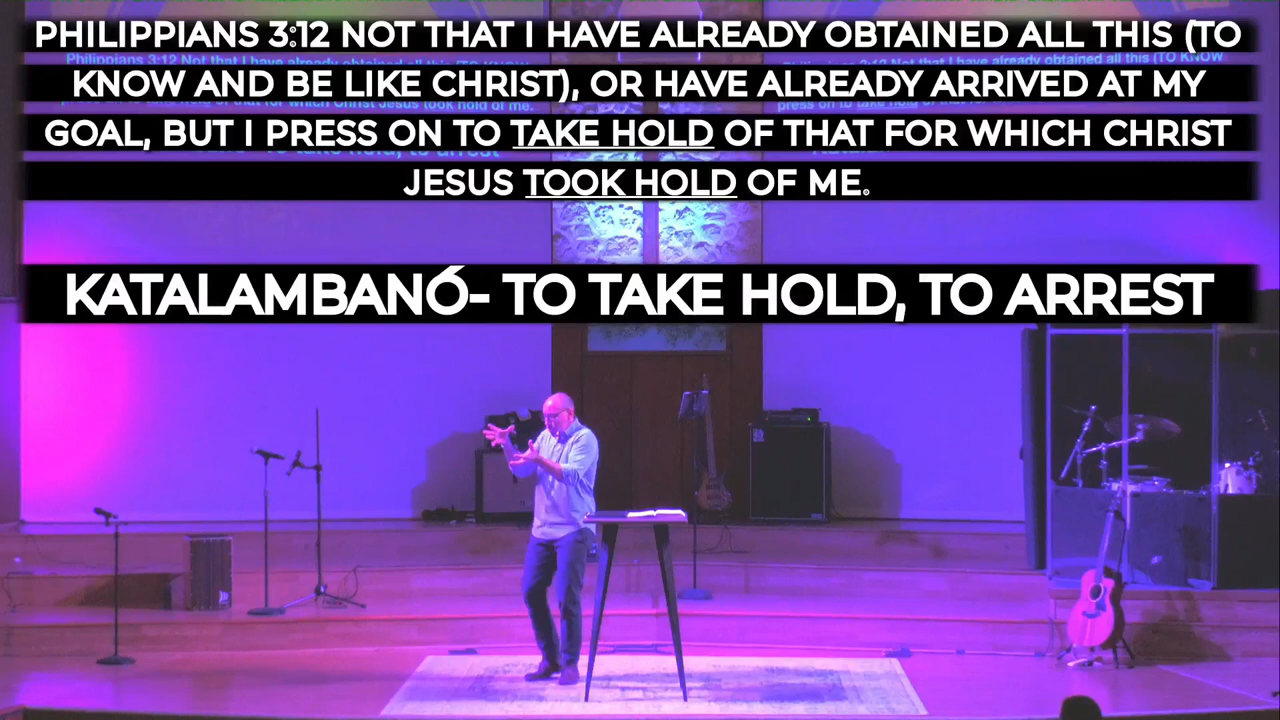 PHILIPPIANS 3:12 NOT THAT I HAVE ALREADY OBTAINED ALL THIS (TO
KNOW AND BE LIKE CHRIST), OR HAVE ALREADY ARRIVED AT MY
GOAL, BUT I PRESS ON TO TAKE HOLD OF THAT FOR WHICH CHRIST
JESUS TOOK HOLD OF ME.
KATALAMBANÓ- TO TAKE HOLD, TO ARREST